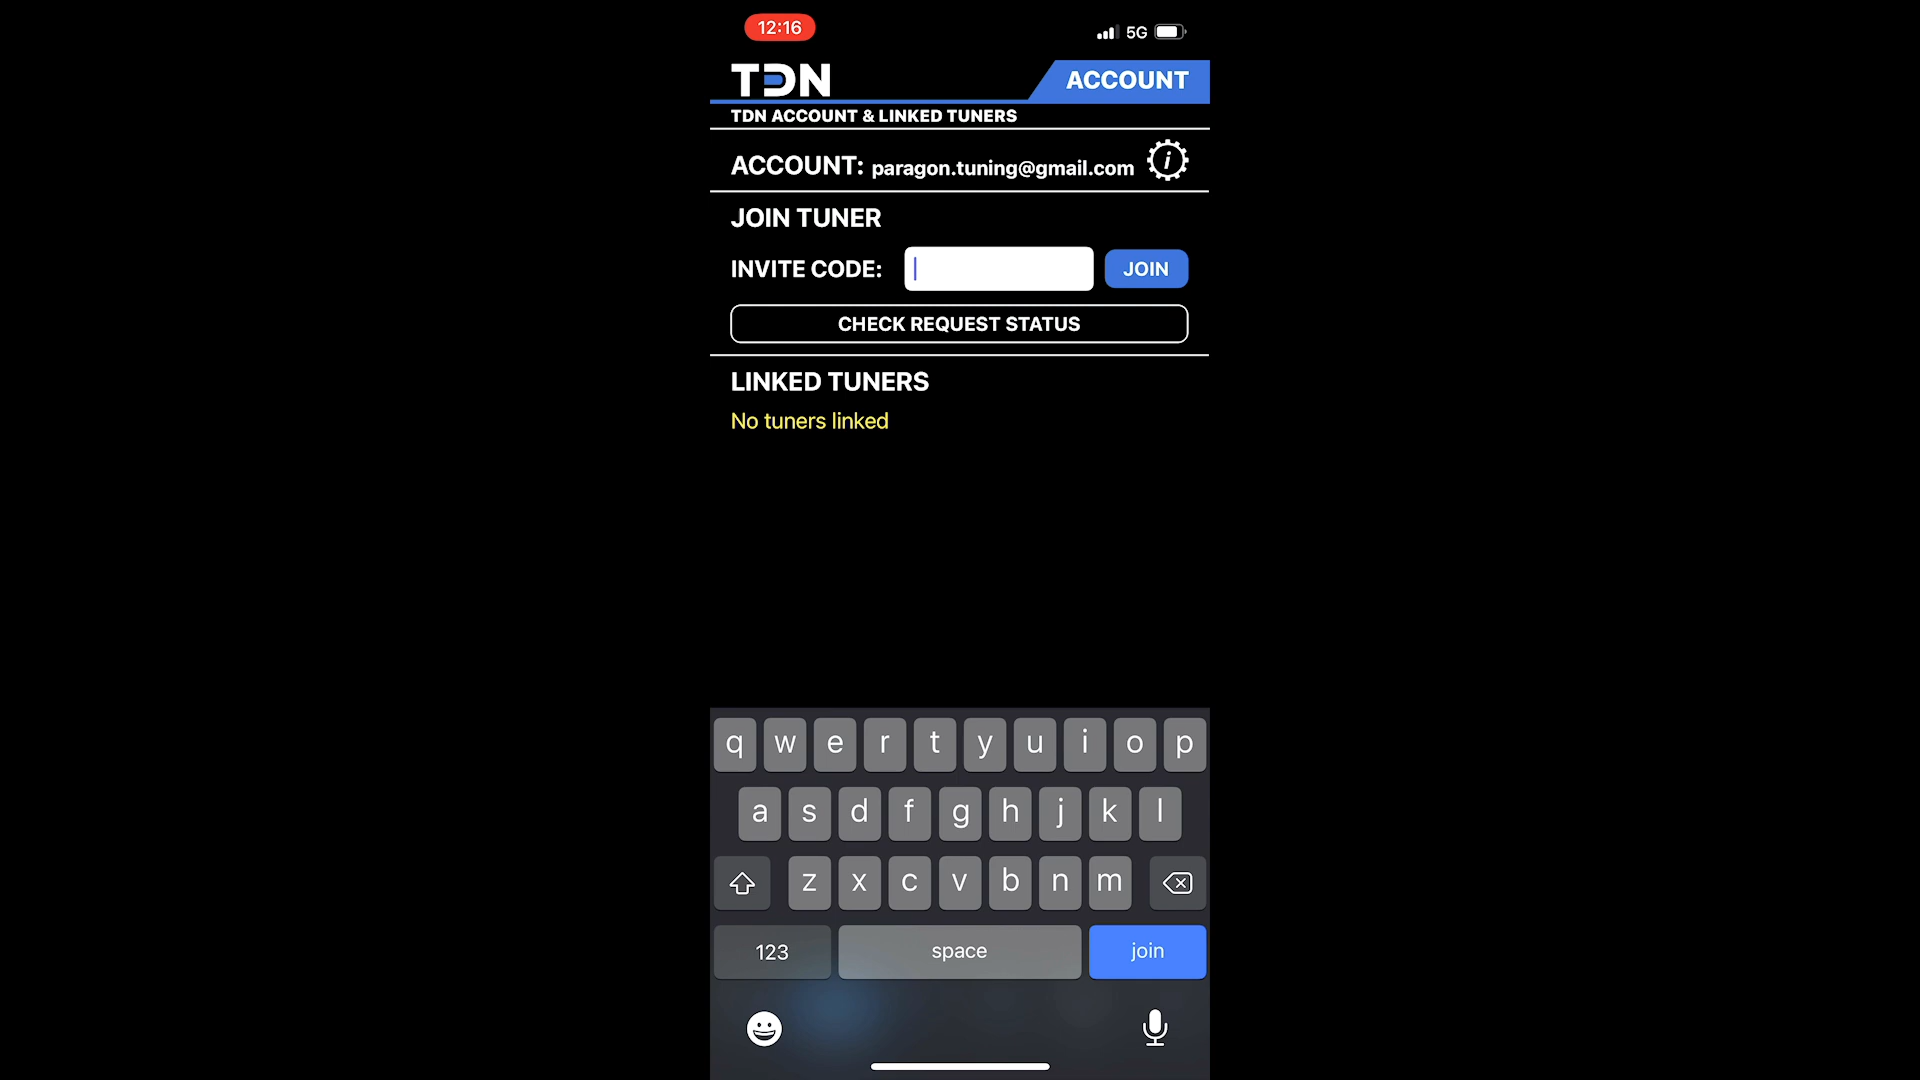 12:16
5G
TDN
ACCOUNT
TDN ACCOUNT & LINKED TUNERS
ACCOUNT: paragon.tuning@gmail.com
JOIN TUNER
INVITE CODE:
JOIN
CHECK REQUEST STATUS
LINKED TUNERS
No tuners linked
q w e r t y u i o p
a s d f g h j k l
z x c v b n m
123 space join